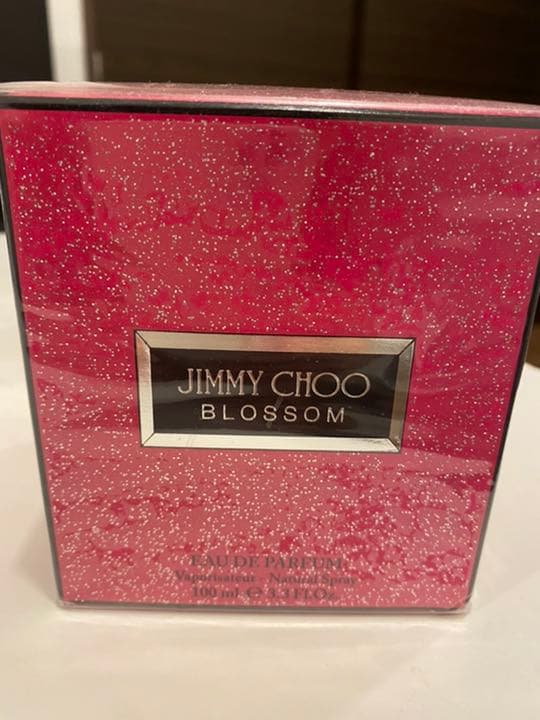 JIMMY CHOO
BLOSSOM
EAU DE PARFUM
Vaporisateur - Natural Spray
100 ml ℮ 3.3 Fl.Oz.